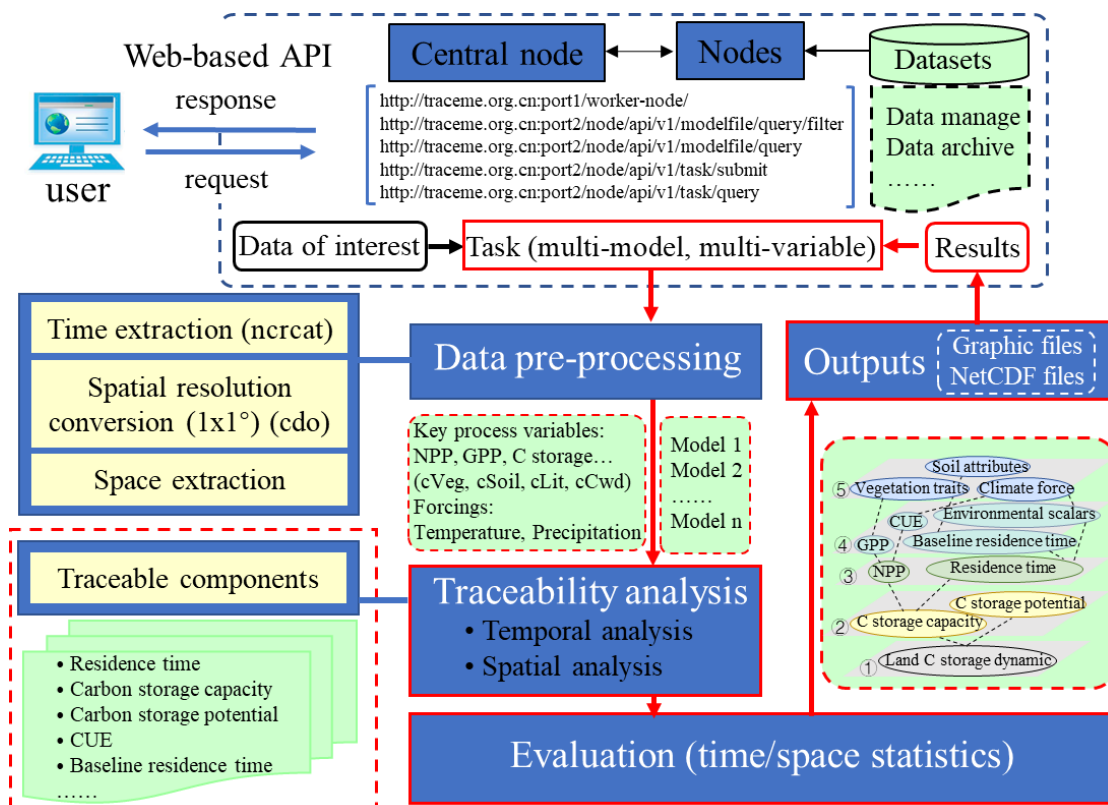 Web-based API
response
request
user
Central node
Nodes
Datasets
http://traceme.org.cn:port1/worker-node/
http://traceme.org.cn:port2/node/api/v1/modelfile/query/filter
http://traceme.org.cn:port2/node/api/v1/modelfile/query
http://traceme.org.cn:port2/node/api/v1/task/submit
http://traceme.org.cn:port2/node/api/v1/task/query
Data manage
Data archive
……
Data of interest
Task (multi-model, multi-variable)
Results
Time extraction (ncrcat)
Spatial resolution
conversion (1x1°) (cdo)
Space extraction
Data pre-processing
Outputs
Graphic files
NetCDF files
Key process variables:
NPP, GPP, C storage…
(cVeg, cSoil, cLit, cCwd)
Forcings:
Temperature, Precipitation
Model 1
Model 2
……
Model n
Traceable components
• Residence time
• Carbon storage capacity
• Carbon storage potential
• CUE
• Baseline residence time
……
Traceability analysis
• Temporal analysis
• Spatial analysis
Soil attributes
⑤ Vegetation traits Climate force
CUE Environmental scalars
④ GPP Baseline residence time
③ NPP Residence time
C storage potential
② C storage capacity
① Land C storage dynamic
Evaluation (time/space statistics)